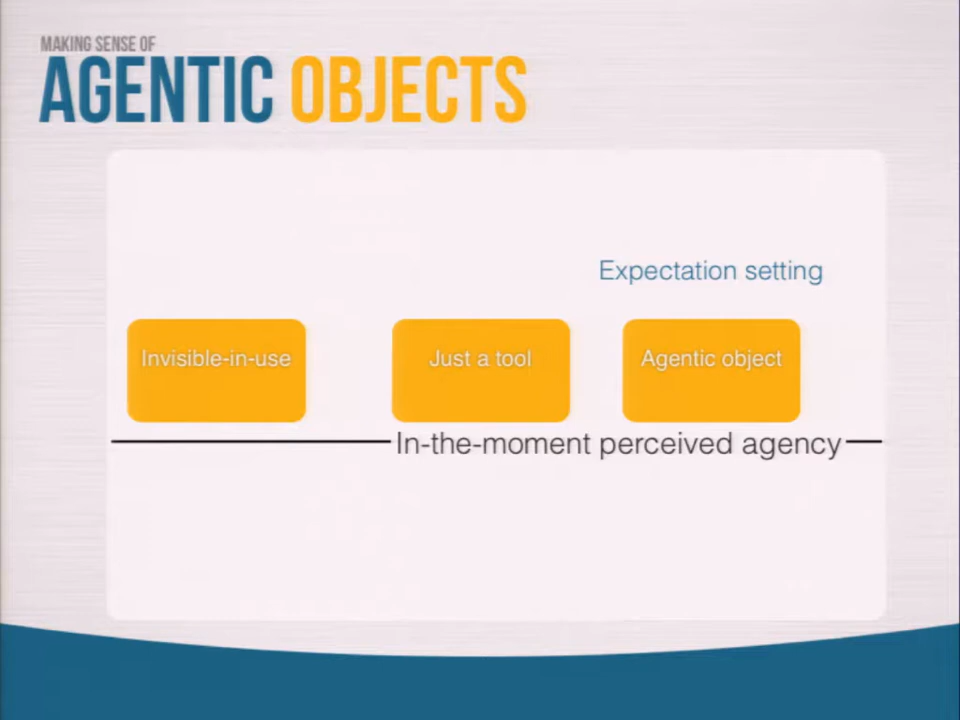 MAKING SENSE OF
AGENTIC OBJECTS
Expectation setting
Invisible-in-use
Just a tool
Agentic object
In-the-moment perceived agency